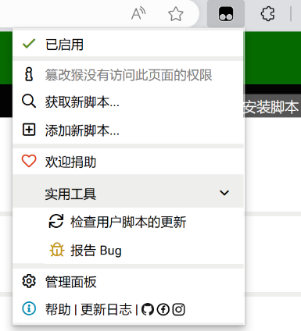 已启用
篡改猴没有访问此页面的权限
获取新脚本...
安装脚本
添加新脚本...
欢迎捐助
实用工具
检查用户脚本的更新
报告 Bug
管理面板
帮助 | 更新日志 |